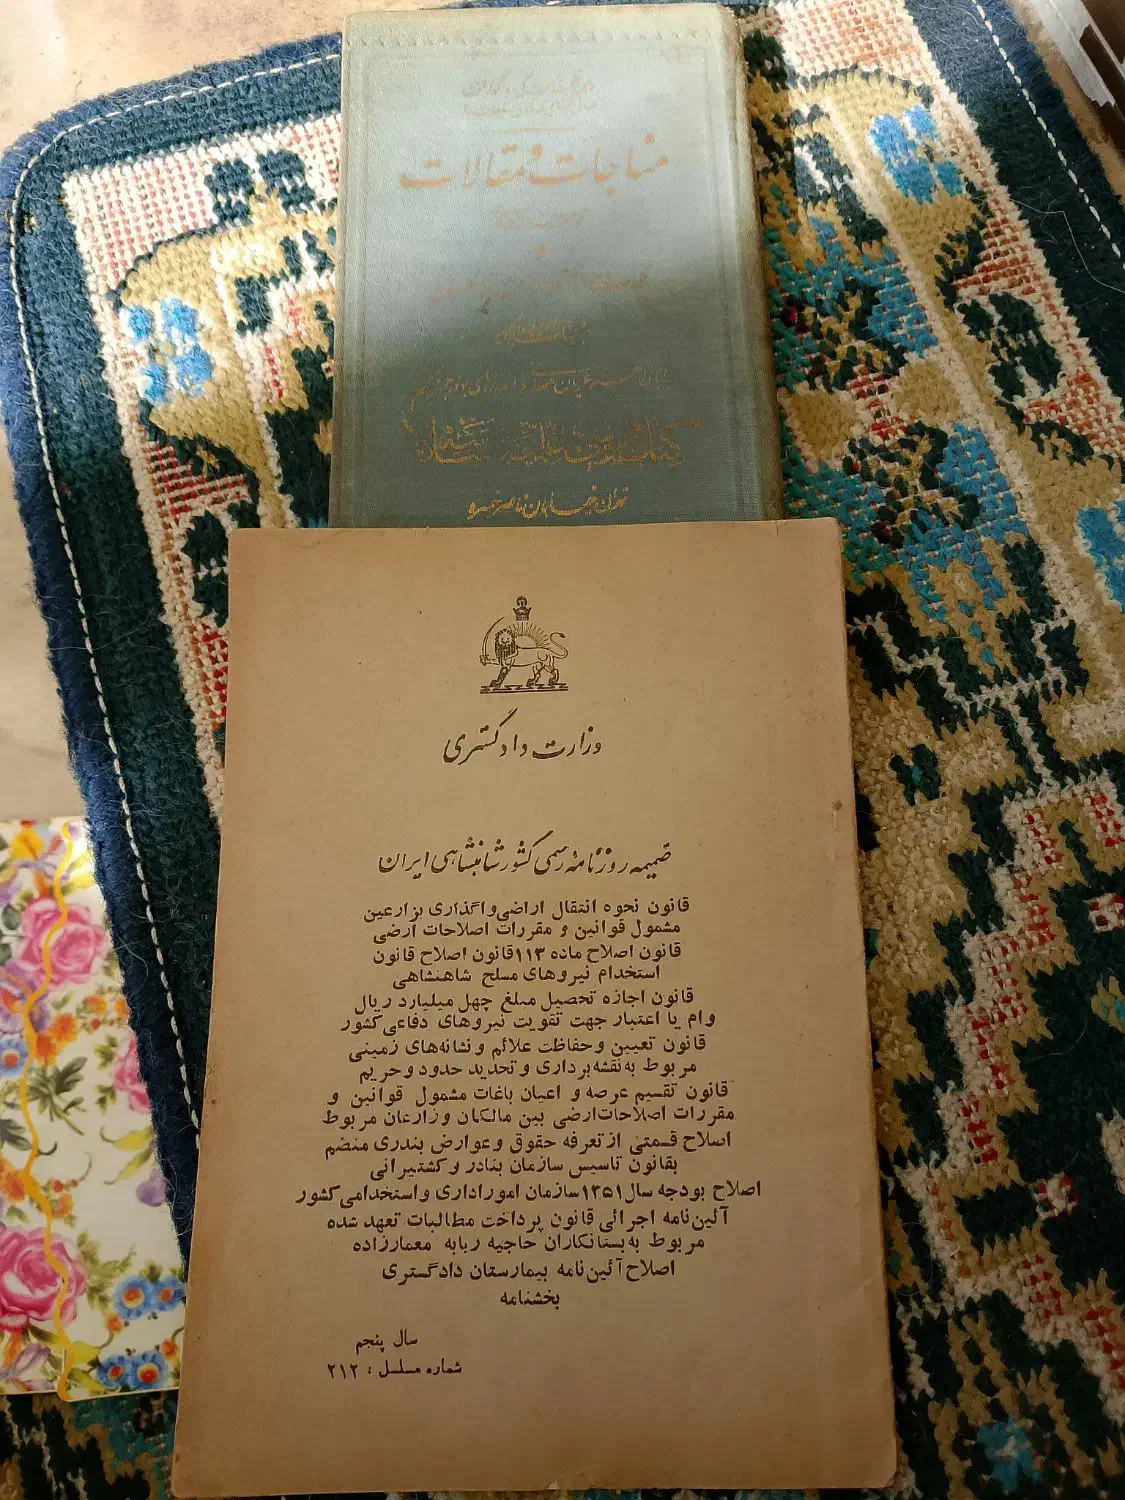 مناجات و مقالات
تهران خیابان ناصرخسرو
وزارت دادگستری
ضمیمه روزنامه رسمی کشور شاهنشاهی ایران
قانون نحوه انتقال اراضی واگذاری بزارعین
مشمول قوانین و مقررات اصلاحات ارضی
قانون اصلاح ماده ۱۱۳ قانون اصلاح قانون
استخدام نیروهای مسلح شاهنشاهی
قانون اجازه تحصیل مبلغ چهل میلیارد ریال
وام یا اعتبار جهت تقویت نیروهای دفاعی کشور
قانون تعیین و حفاظت علائم و نشانه‌های زمینی
مربوط به نقشه برداری و تحدید حدود و حریم
قانون تقسیم عرصه و اعیان باغات مشمول قوانین و
مقررات اصلاحات ارضی بین مالکان و زارعان مربوط
اصلاح قسمتی از تعرفه حقوق و عوارض بندری منضم
بقانون تاسیس سازمان بنادر و کشتیرانی
اصلاح بودجه سال ۱۳۵۱ سازمان امور اداری و استخدامی کشور
آئین نامه اجرائی قانون پرداخت مطالبات تعهد شده
مربوط به بستانکاران حاجیه ربابه معمارزاده
اصلاح آئین نامه بیمارستان دادگستری
بخشنامه
سال پنجم
شماره مسلسل : ۲۱۲